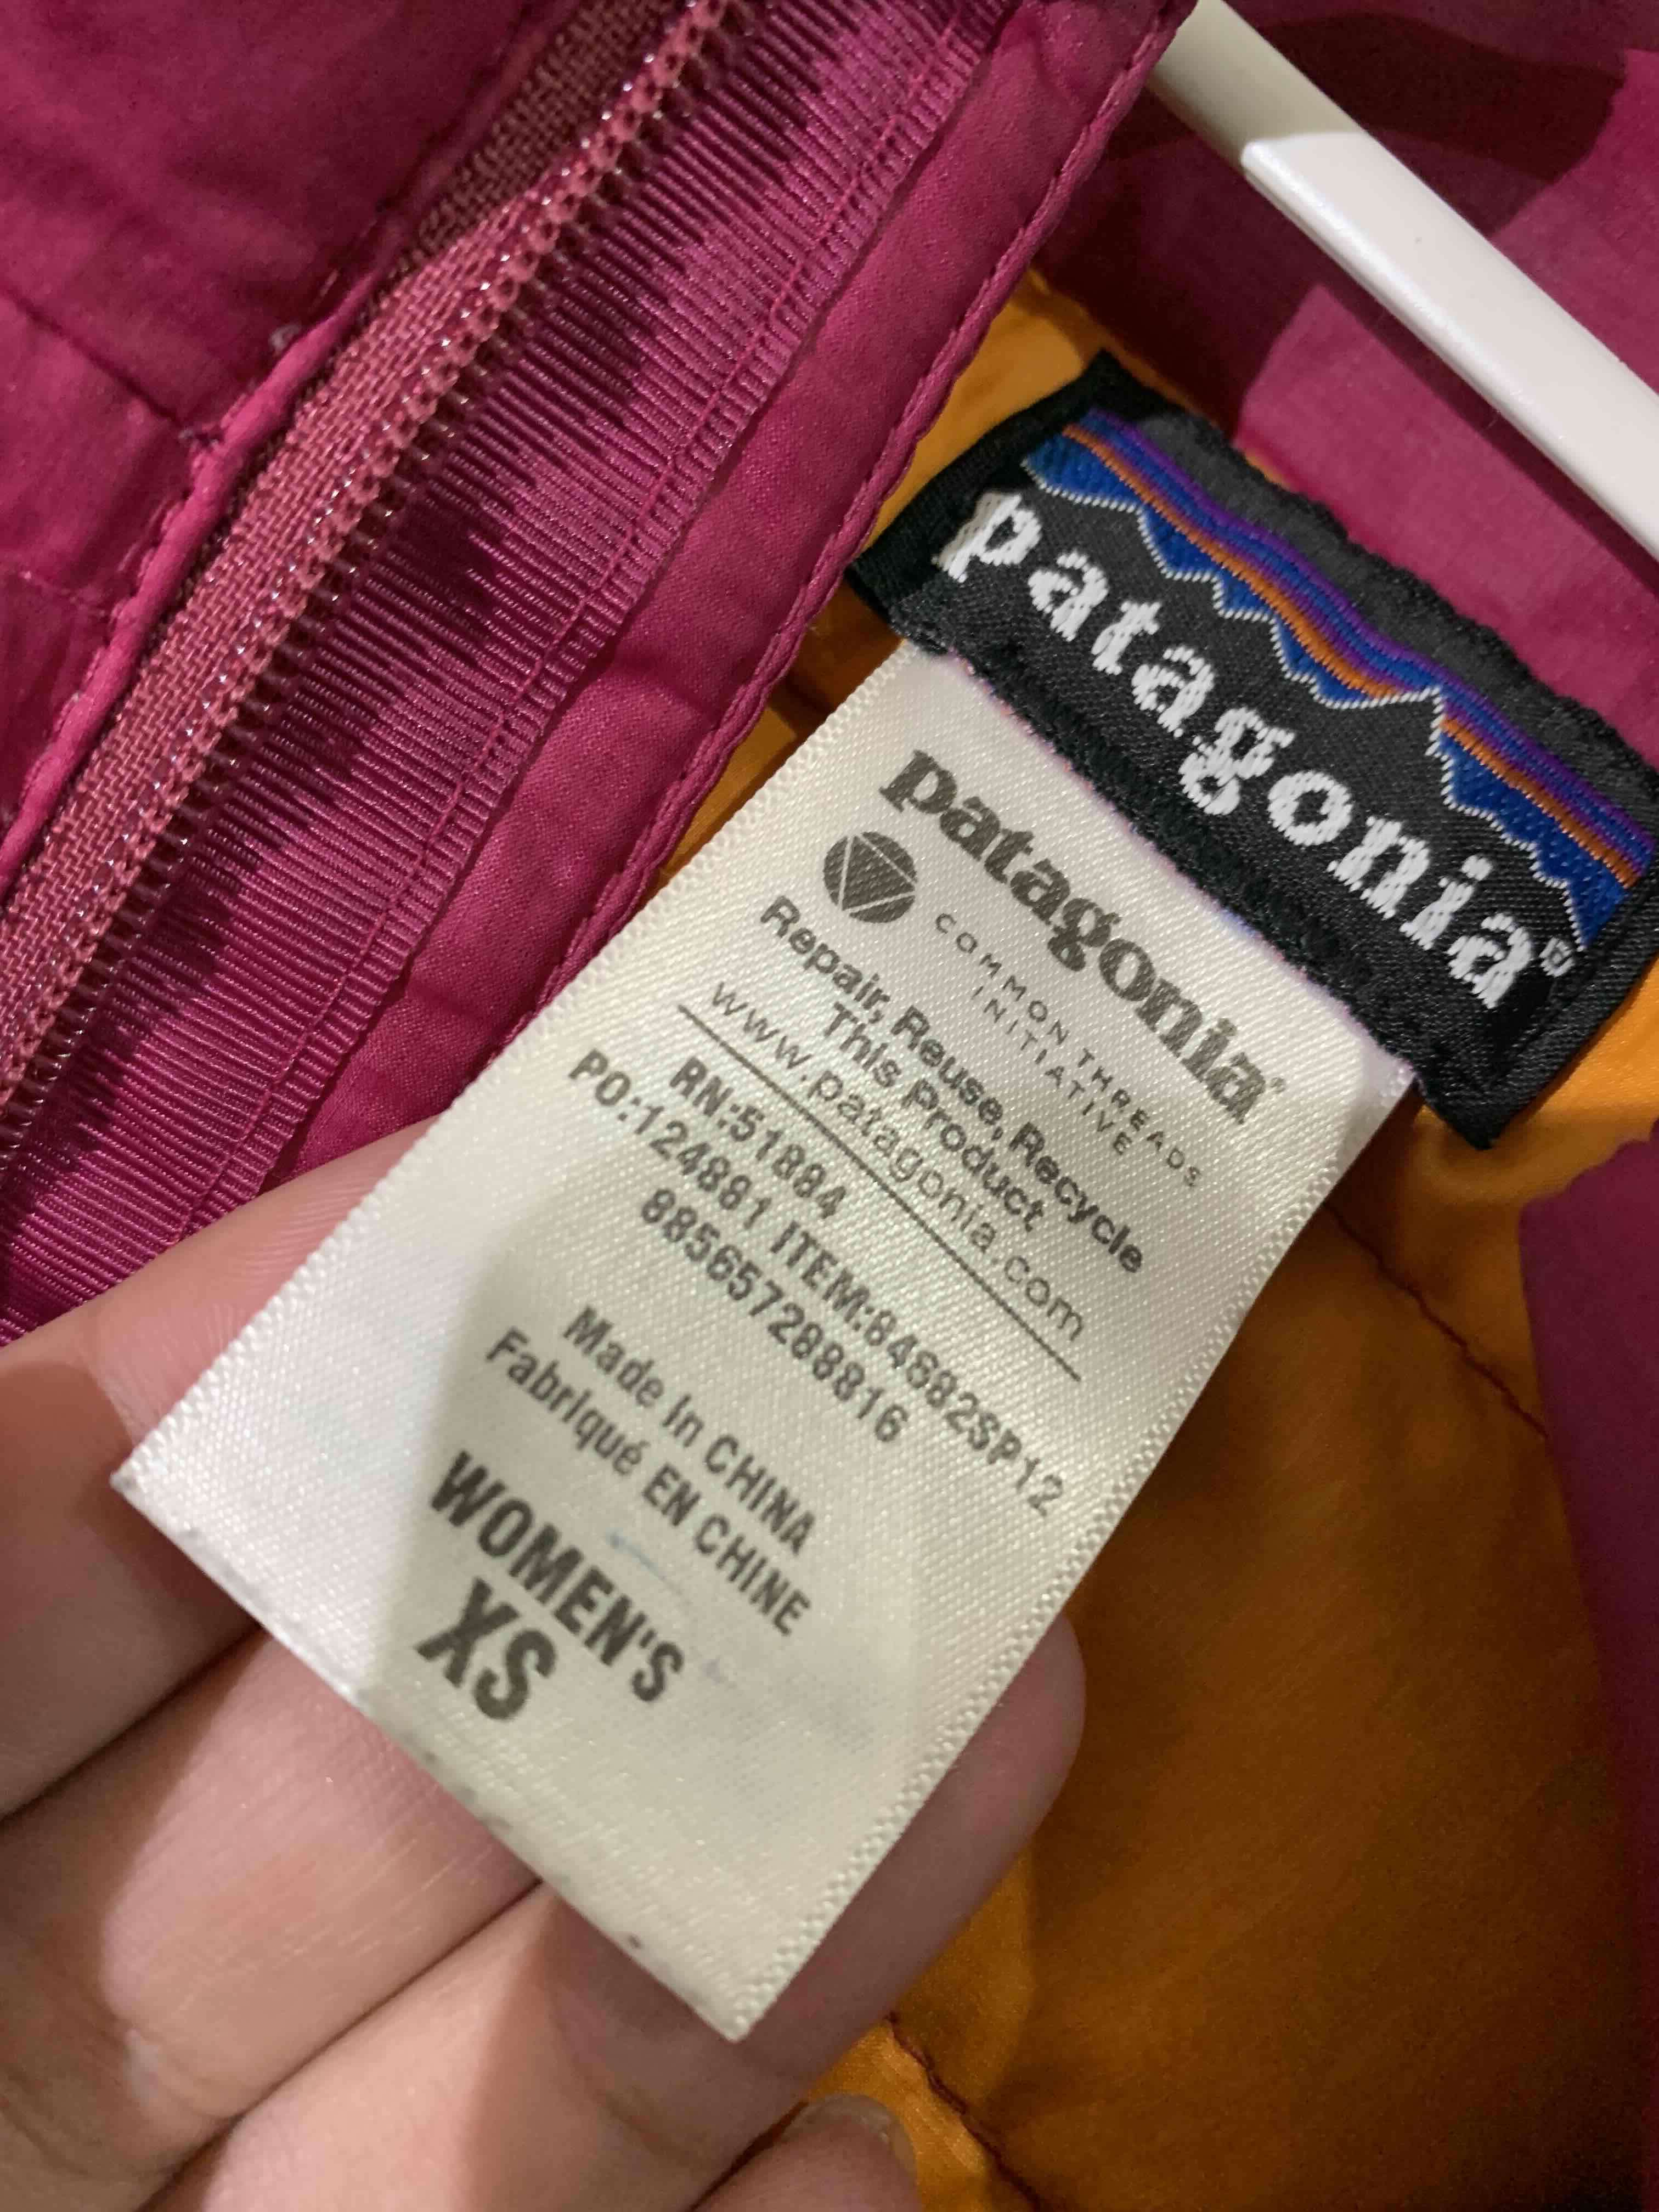 patagonia®
patagonia®
COMMON THREADS
INITIATIVE
Repair, Reuse, Recycle
This Product
www.patagonia.com
RN:51884
PO:124881 ITEM:84682SP12
885657288816
Made in CHINA
Fabriqué EN CHINE
WOMEN'S
XS